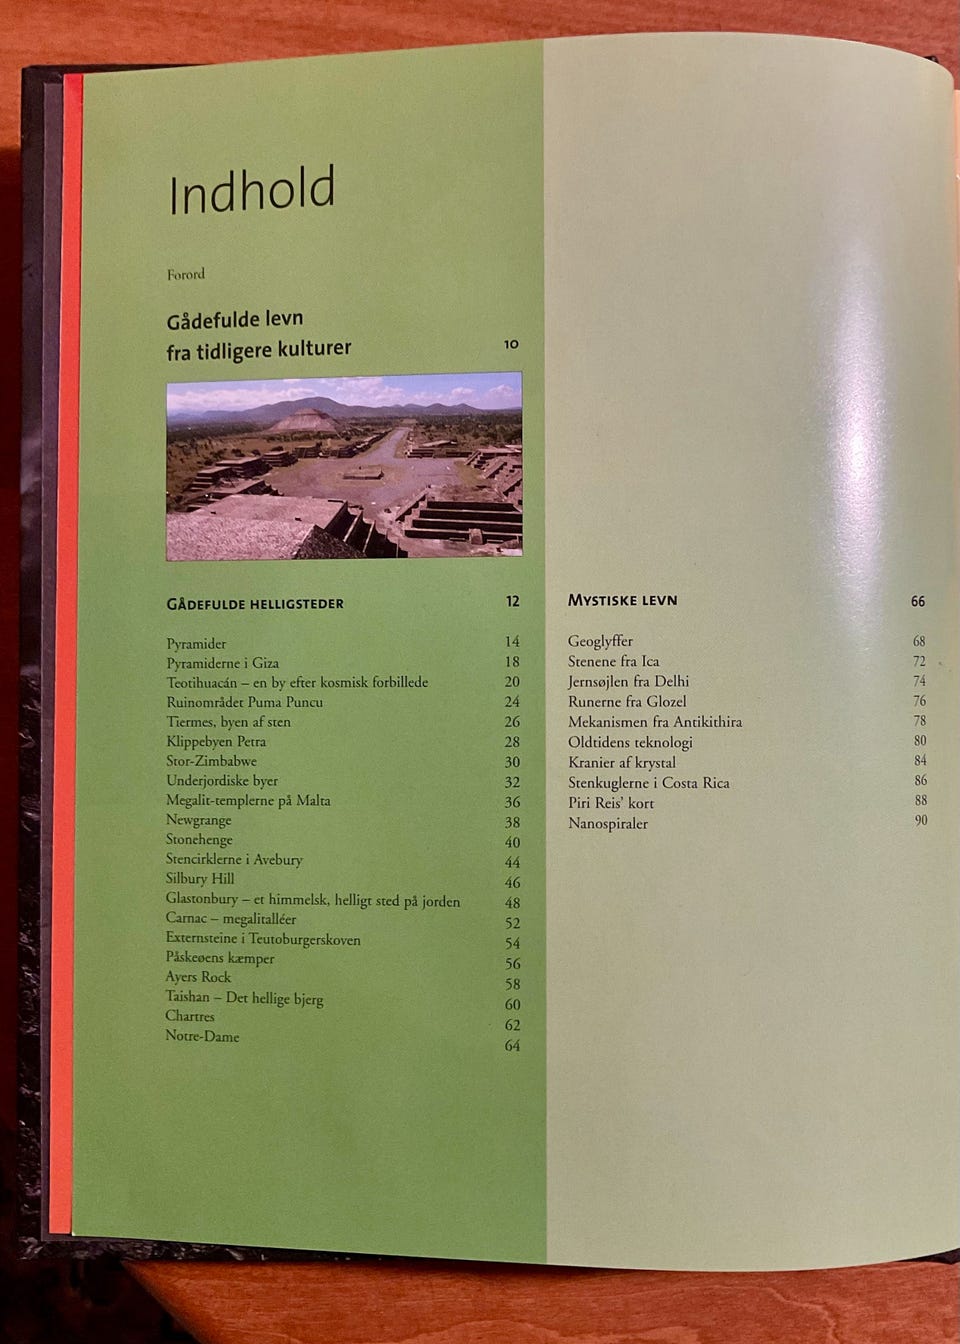 Indhold
Forord
Gådefulde levn
fra tidligere kulturer 10
Gådefulde helligsteder 12
Pyramider 14
Pyramiderne i Giza 18
Teotihuacán – en by efter kosmisk forbillede 20
Ruinområdet Puma Puncu 24
Tiermes, byen af sten 26
Klippebyen Petra 28
Stor-Zimbabwe 30
Underjordiske byer 32
Megalit-templerne på Malta 36
Newgrange 38
Stonehenge 40
Stencirklerne i Avebury 44
Silbury Hill 46
Glastonbury – et himmelsk, helligt sted på jorden 48
Carnac – megalitalléer 52
Externsteine i Teutoburgerskoven 54
Påskeøens kæmper 56
Ayers Rock 58
Taishan – Det hellige bjerg 60
Chartres 62
Notre-Dame 64
Mystiske levn 66
Geoglyffer 68
Stenene fra Ica 72
Jernsøjlen fra Delhi 74
Runerne fra Glozel 76
Mekanismen fra Antikithira 78
Oldtidens teknologi 80
Kranier af krystal 84
Stenkuglerne i Costa Rica 86
Piri Reis’ kort 88
Nanospiraler 90